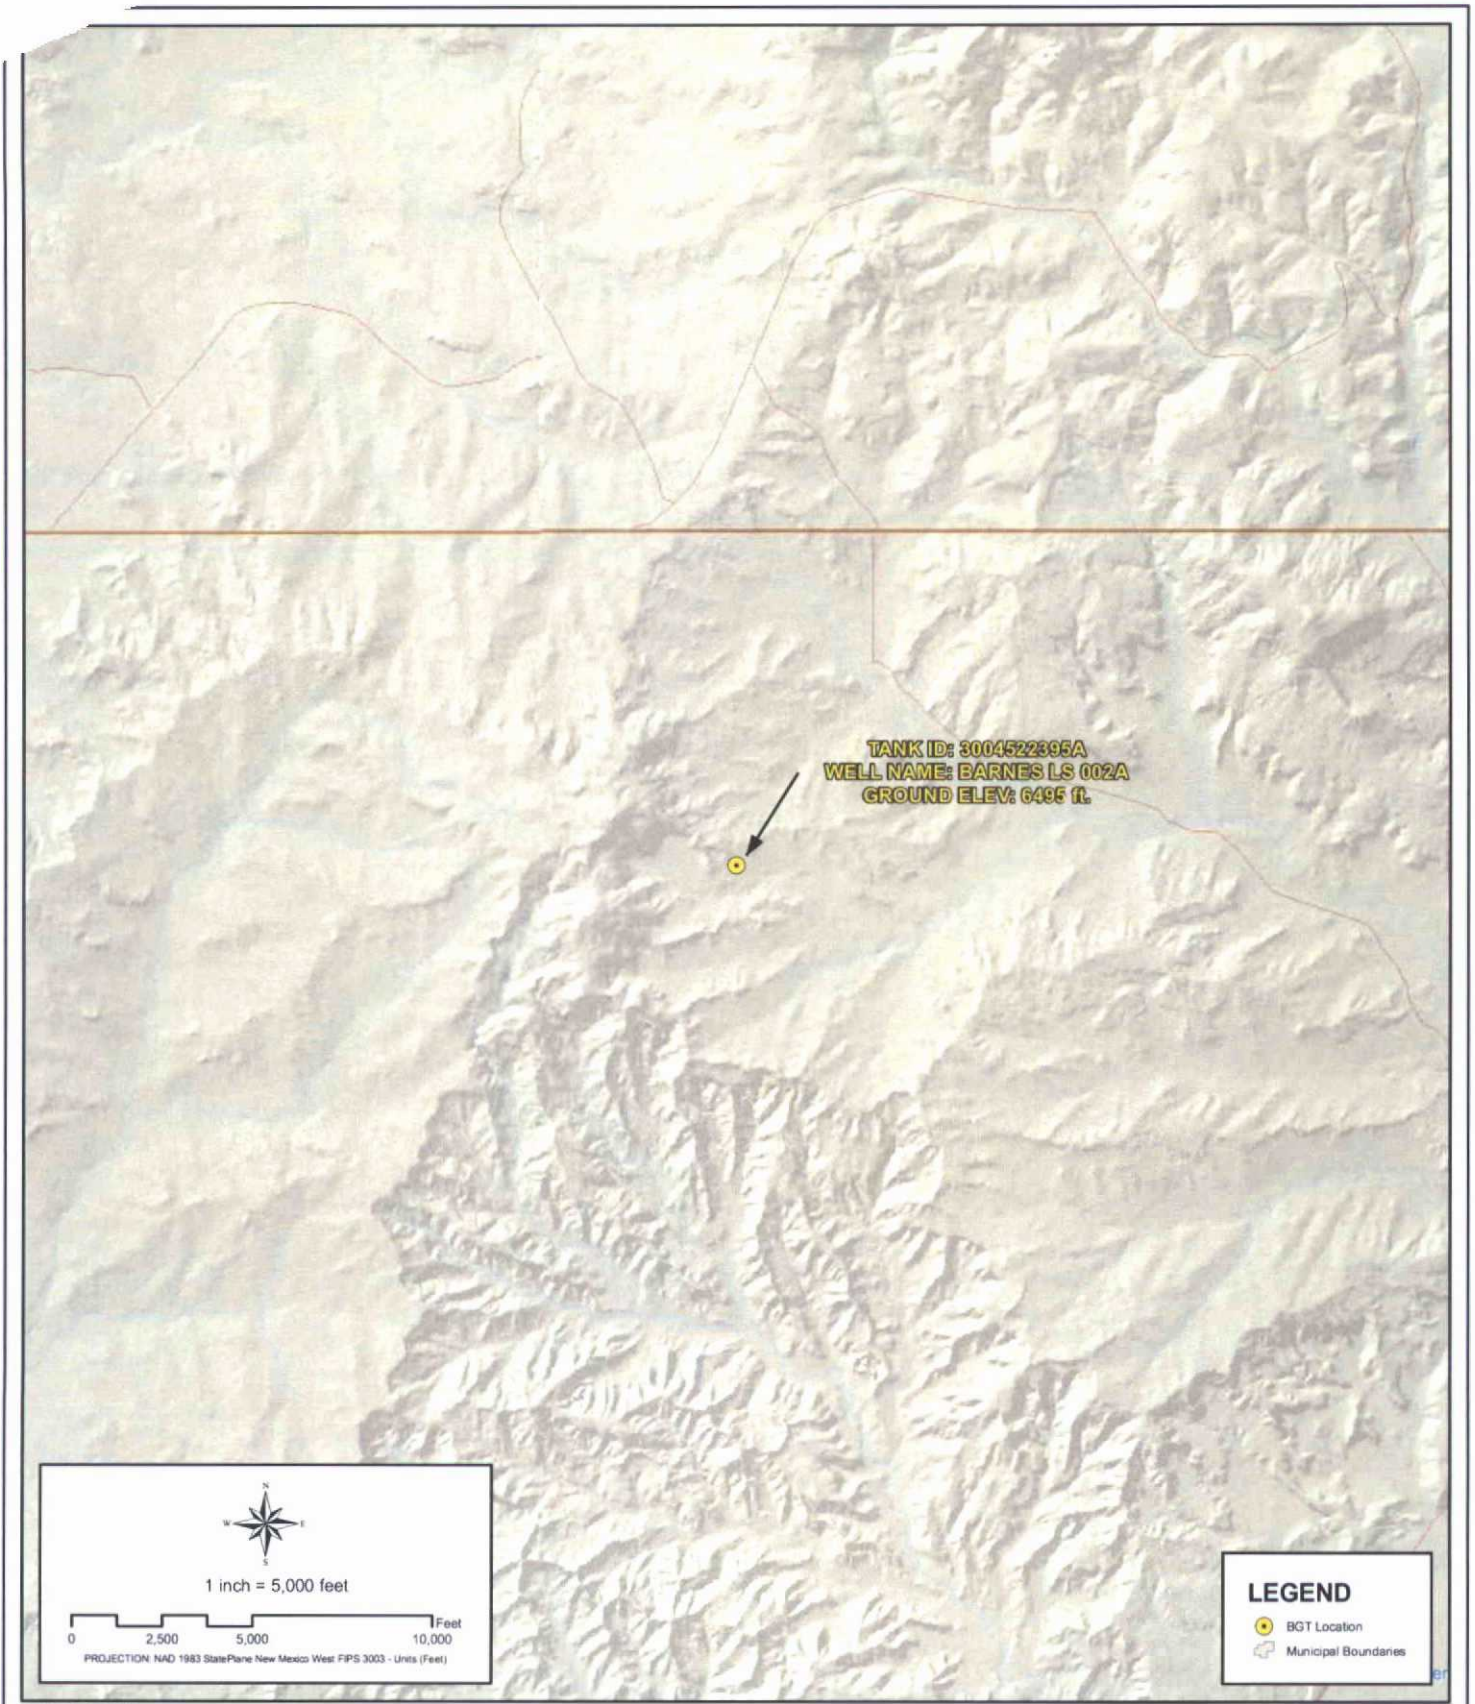 TANK ID: 3004522395A
WELL NAME: BARNES LS 002A
GROUND ELEV: 6495 ft.
N
W E
S
1 inch = 5,000 feet
Feet
0 2,500 5,000 10,000
PROJECTION: NAD 1983 StatePlane New Mexico West FIPS 3003 - Units (Feet)
LEGEND
BGT Location
Municipal Boundaries
er